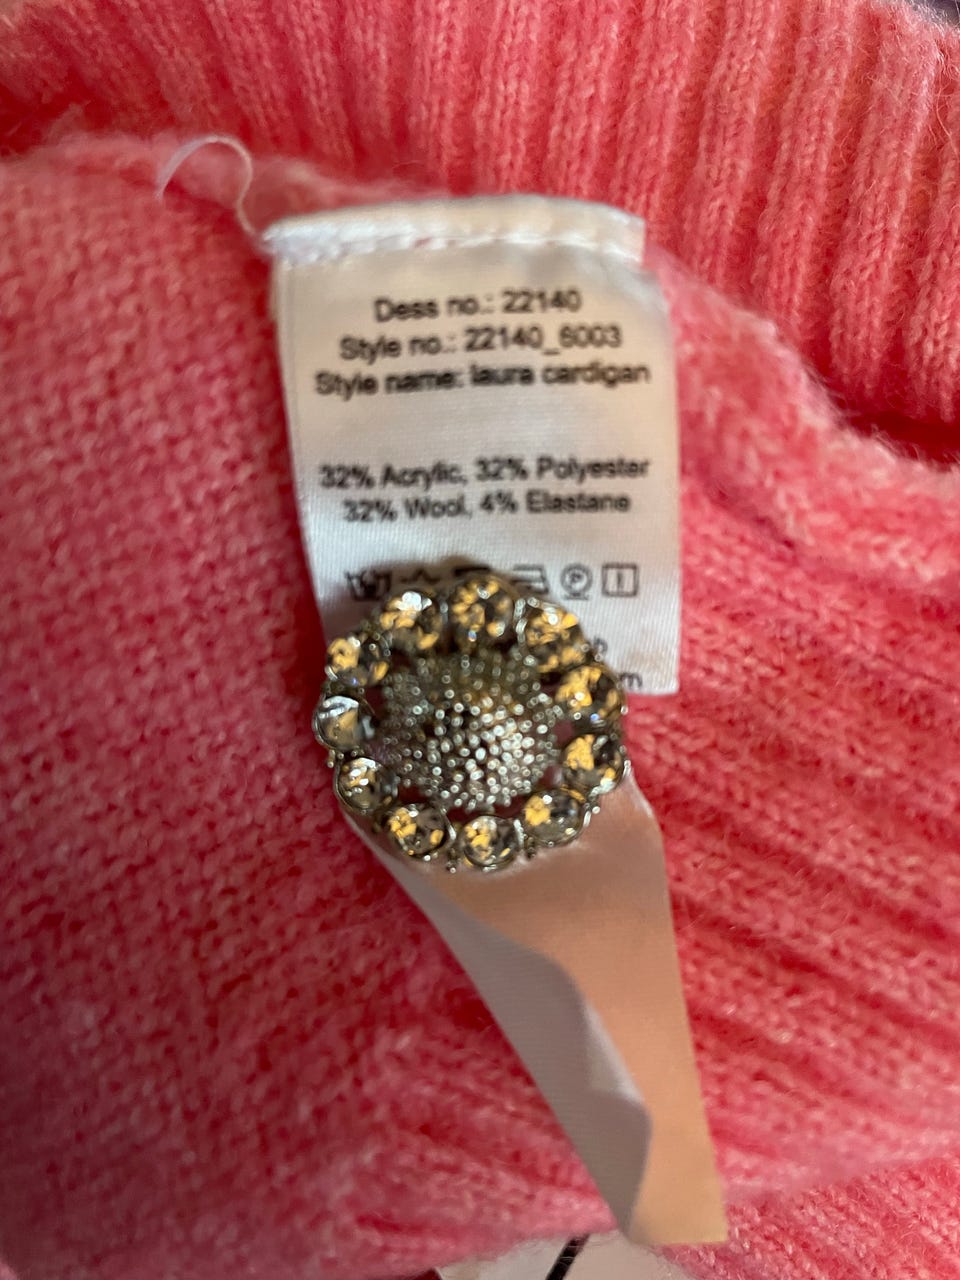 Dess no.: 22140
Style no.: 22140_6003
Style name: laura cardigan
32% Acrylic, 32% Polyester
32% Wool, 4% Elastane
P